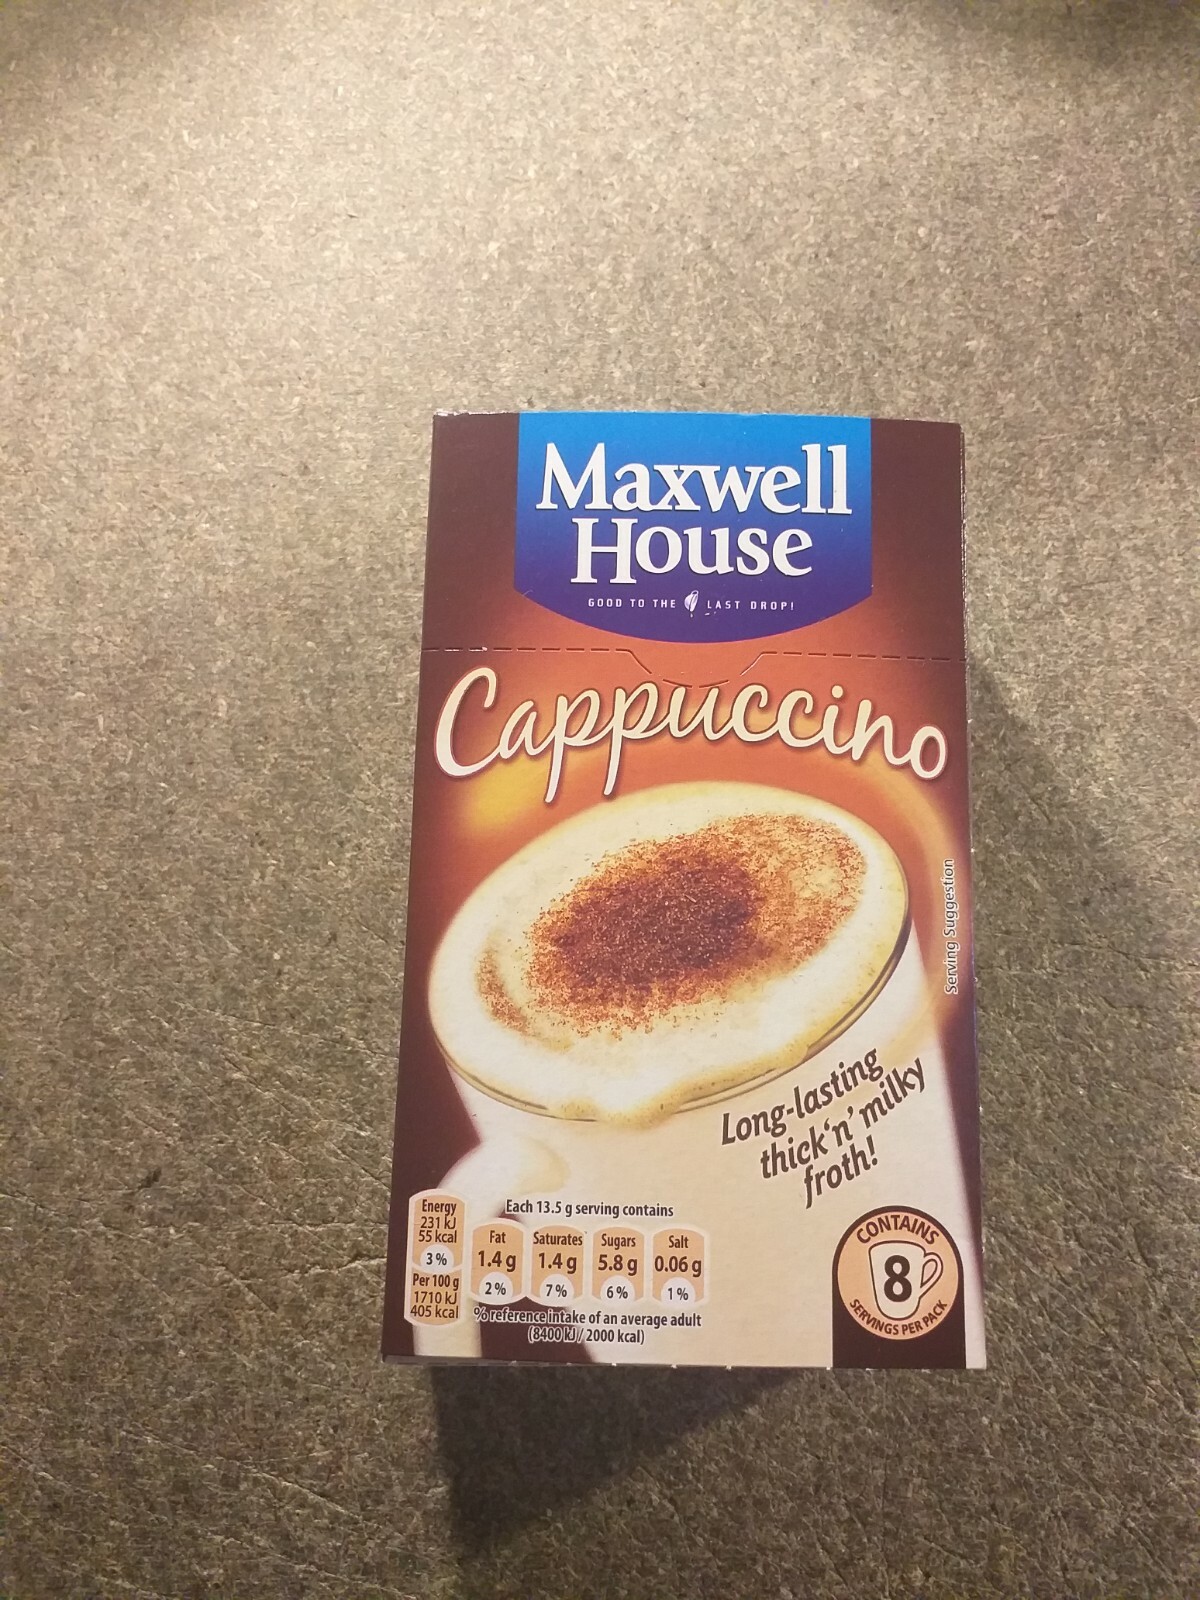 Maxwell
House
GOOD TO THE LAST DROP!
Cappuccino
Serving Suggestion
Long-lasting
thick'n'milky
froth!
Energy
231 kJ
55 kcal
3%
Per 100 g
1710 kJ
405 kcal
Each 13.5 g serving contains
Fat
1.4 g
2%
Saturates
1.4 g
7%
Sugars
5.8 g
6%
Salt
0.06 g
1%
% reference intake of an average adult
(8400 kJ / 2000 kcal)
CONTAINS
8
SERVINGS PER PACK